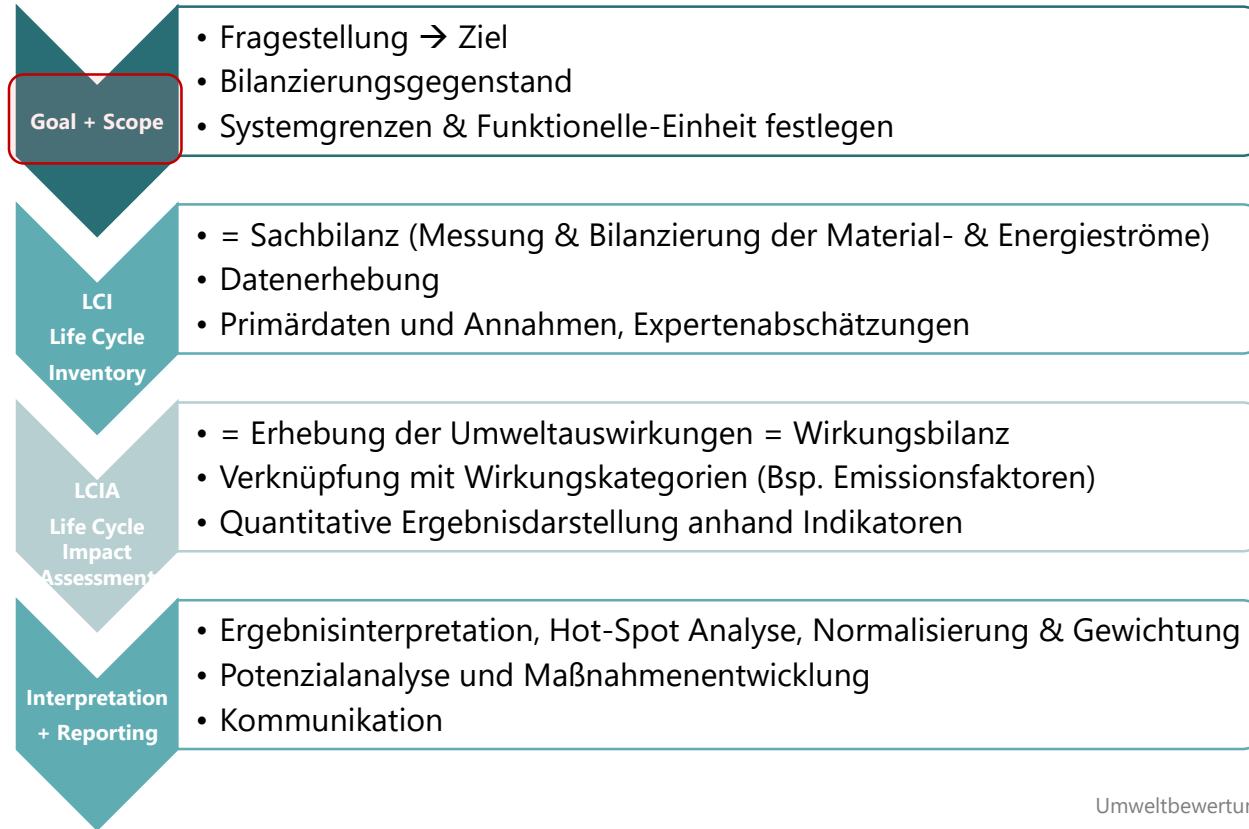 Goal + Scope
• Fragestellung → Ziel
• Bilanzierungsgegenstand
• Systemgrenzen & Funktionelle-Einheit festlegen
LCI
Life Cycle
Inventory
• = Sachbilanz (Messung & Bilanzierung der Material- & Energieströme)
• Datenerhebung
• Primärdaten und Annahmen, Expertenabschätzungen
LCIA
Life Cycle
Impact
Assessment
• = Erhebung der Umweltauswirkungen = Wirkungsbilanz
• Verknüpfung mit Wirkungskategorien (Bsp. Emissionsfaktoren)
• Quantitative Ergebnisdarstellung anhand Indikatoren
Interpretation
+ Reporting
• Ergebnisinterpretation, Hot-Spot Analyse, Normalisierung & Gewichtung
• Potenzialanalyse und Maßnahmenentwicklung
• Kommunikation